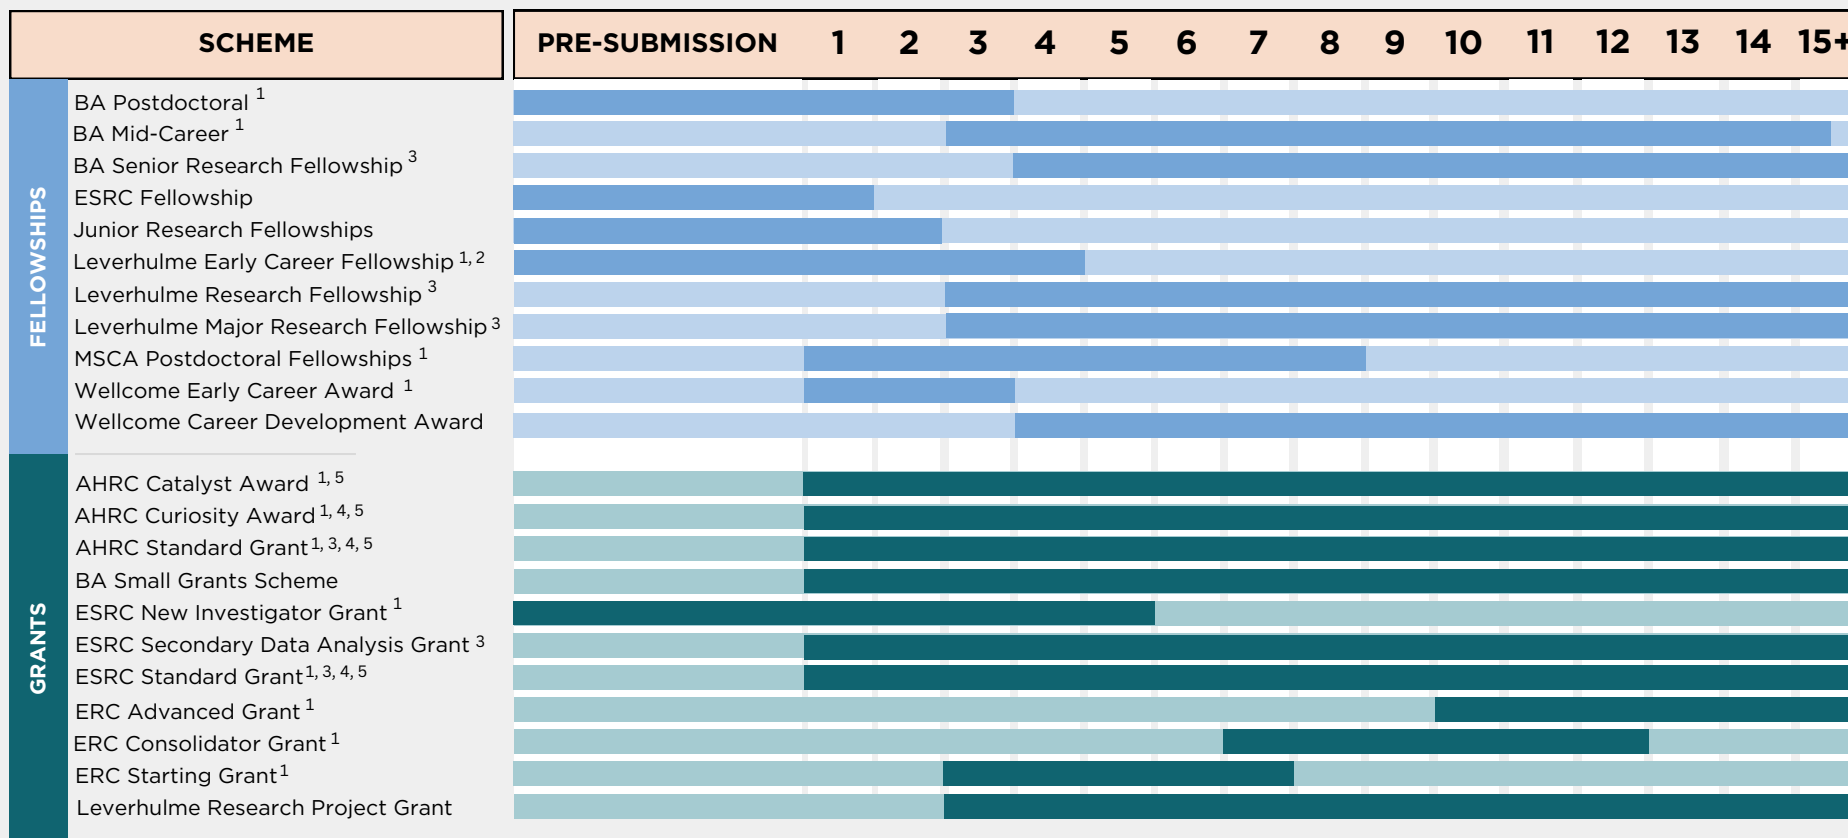 SCHEME PRE-SUBMISSION 1 2 3 4 5 6 7 8 9 10 11 12 13 14 15+
FELLOWSHIPS
BA Postdoctoral 1
BA Mid-Career 1
BA Senior Research Fellowship 3
ESRC Fellowship
Junior Research Fellowships
Leverhulme Early Career Fellowship 1, 2
Leverhulme Research Fellowship 3
Leverhulme Major Research Fellowship 3
MSCA Postdoctoral Fellowships 1
Wellcome Early Career Award 1
Wellcome Career Development Award
GRANTS
AHRC Catalyst Award 1, 5
AHRC Curiosity Award 1, 4, 5
AHRC Standard Grant 1, 3, 4, 5
BA Small Grants Scheme
ESRC New Investigator Grant 1
ESRC Secondary Data Analysis Grant 3
ESRC Standard Grant 1, 3, 4, 5
ERC Advanced Grant 1
ERC Consolidator Grant 1
ERC Starting Grant 1
Leverhulme Research Project Grant